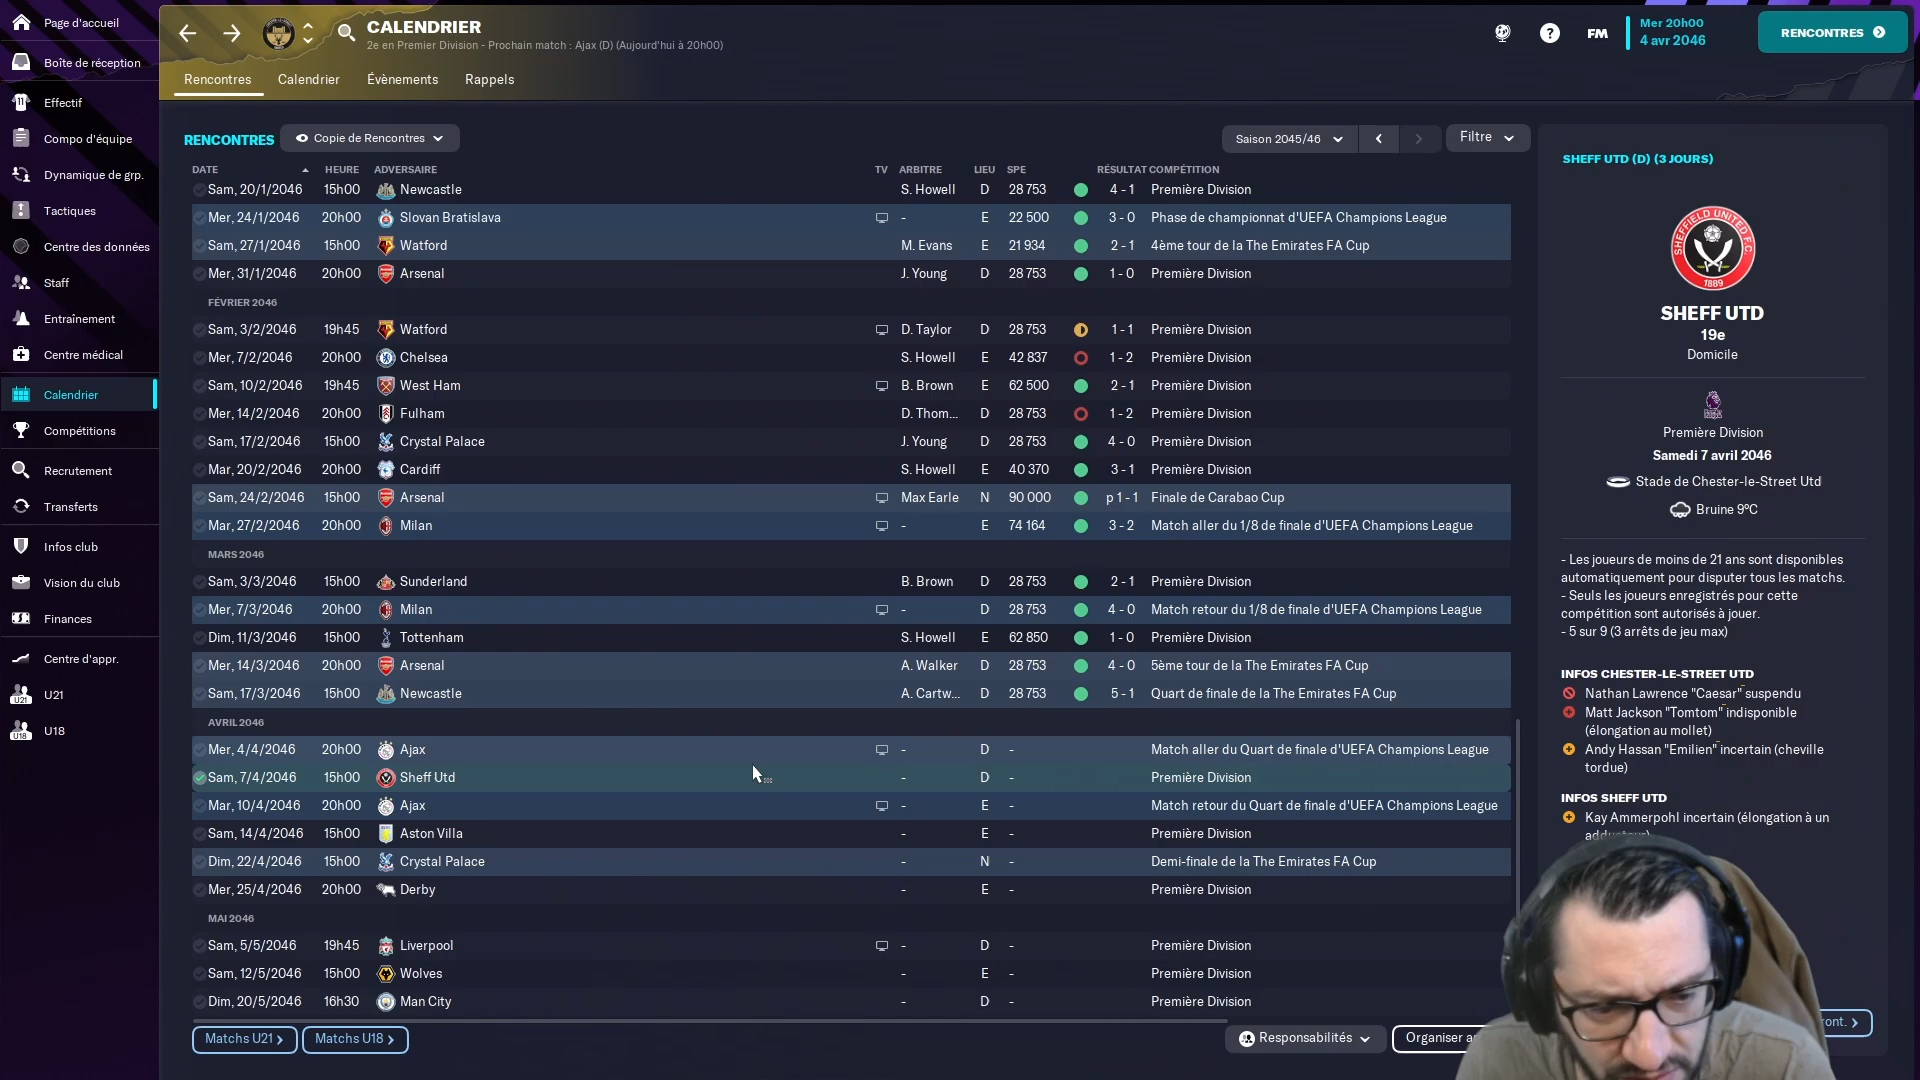 Page d'accueil
Boîte de réception
Effectif
Compo d'équipe
Dynamique de grp.
Tactiques
Centre des données
Staff
Entraînement
Centre médical
Calendrier
Compétitions
Recrutement
Transferts
Infos club
Vision du club
Finances
Centre d'appr.
U21
U18
CALENDRIER
2e en Premier Division - Prochain match : Ajax (D) (Aujourd'hui à 20h00)
FM
Mer 20h00
4 avr 2046
RENCONTRES
Rencontres Calendrier Évènements Rappels
RENCONTRES Copie de Rencontres Saison 2045/46 Filtre
DATE HEURE ADVERSAIRE TV ARBITRE LIEU SPE RÉSULTAT COMPÉTITION
Sam, 20/1/2046 15h00 Newcastle S. Howell D 28 753 4 - 1 Première Division
Mer, 24/1/2046 20h00 Slovan Bratislava - E 22 500 3 - 0 Phase de championnat d'UEFA Champions League
Sam, 27/1/2046 15h00 Watford M. Evans E 21 934 2 - 1 4ème tour de la The Emirates FA Cup
Mer, 31/1/2046 20h00 Arsenal J. Young D 28 753 1 - 0 Première Division
FÉVRIER 2046
Sam, 3/2/2046 19h45 Watford D. Taylor D 28 753 1 - 1 Première Division
Mer, 7/2/2046 20h00 Chelsea S. Howell E 42 837 1 - 2 Première Division
Sam, 10/2/2046 19h45 West Ham B. Brown E 62 500 2 - 1 Première Division
Mer, 14/2/2046 20h00 Fulham D. Thom... D 28 753 1 - 2 Première Division
Sam, 17/2/2046 15h00 Crystal Palace J. Young D 28 753 4 - 0 Première Division
Mar, 20/2/2046 20h00 Cardiff S. Howell E 40 370 3 - 1 Première Division
Sam, 24/2/2046 15h00 Arsenal Max Earle N 90 000 p 1 - 1 Finale de Carabao Cup
Mar, 27/2/2046 20h00 Milan - E 74 164 3 - 2 Match aller du 1/8 de finale d'UEFA Champions League
MARS 2046
Sam, 3/3/2046 15h00 Sunderland B. Brown D 28 753 2 - 1 Première Division
Mer, 7/3/2046 20h00 Milan - D 28 753 4 - 0 Match retour du 1/8 de finale d'UEFA Champions League
Dim, 11/3/2046 15h00 Tottenham S. Howell E 62 850 1 - 0 Première Division
Mer, 14/3/2046 20h00 Arsenal A. Walker D 28 753 4 - 0 5ème tour de la The Emirates FA Cup
Sam, 17/3/2046 15h00 Newcastle A. Cartw... D 28 753 5 - 1 Quart de finale de la The Emirates FA Cup
AVRIL 2046
Mer, 4/4/2046 20h00 Ajax - D - Match aller du Quart de finale d'UEFA Champions League
Sam, 7/4/2046 15h00 Sheff Utd - D - Première Division
Mar, 10/4/2046 20h00 Ajax - E - Match retour du Quart de finale d'UEFA Champions League
Sam, 14/4/2046 15h00 Aston Villa - E - Première Division
Dim, 22/4/2046 15h00 Crystal Palace - N - Demi-finale de la The Emirates FA Cup
Mer, 25/4/2046 20h00 Derby - E - Première Division
MAI 2046
Sam, 5/5/2046 19h45 Liverpool - D - Première Division
Sam, 12/5/2046 15h00 Wolves - E - Première Division
Dim, 20/5/2046 16h30 Man City - D - Première Division
Matchs U21 Matchs U18 Responsabilités Organiser
SHEFF UTD (D) (3 JOURS)
SHEFFIELD UNITED F.C.
1889
SHEFF UTD
19e
Domicile
Première Division
Samedi 7 avril 2046
Stade de Chester-le-Street Utd
Bruine 9°C
- Les joueurs de moins de 21 ans sont disponibles
automatiquement pour disputer tous les matchs.
- Seuls les joueurs enregistrés pour cette
compétition sont autorisés à jouer.
- 5 sur 9 (3 arrêts de jeu max)
INFOS CHESTER-LE-STREET UTD
Nathan Lawrence "Caesar" suspendu
Matt Jackson "Tomtom" indisponible
(élongation au mollet)
Andy Hassan "Emilien" incertain (cheville
tordue)
INFOS SHEFF UTD
Kay Ammerpohl incertain (élongation à un